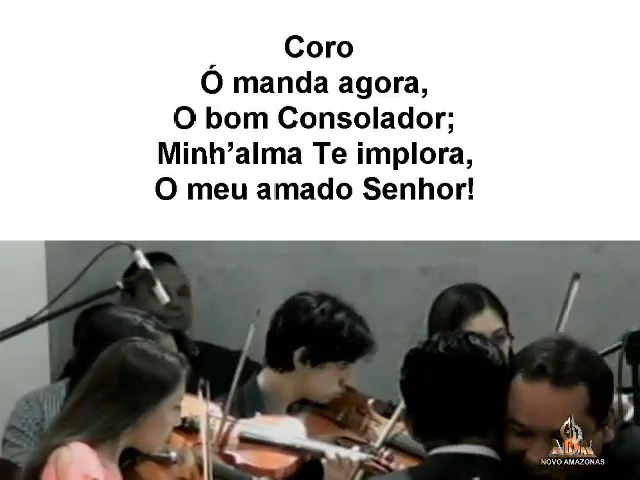 Coro
Ó manda agora,
O bom Consolador;
Minh'alma Te implora,
O meu amado Senhor!
NOVO AMAZONAS